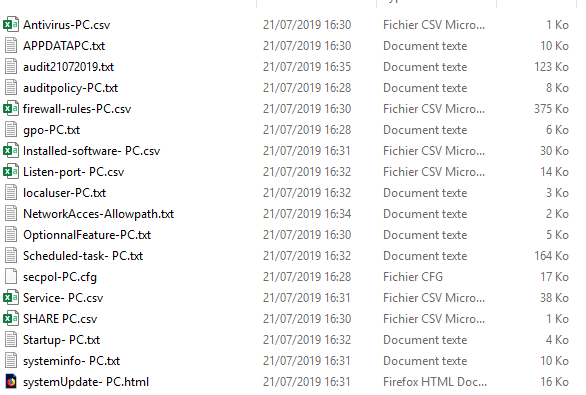 Antivirus-PC.csv 21/07/2019 16:30 Fichier CSV Micro... 1 Ko
APPDATAPC.txt 21/07/2019 16:30 Document texte 10 Ko
audit21072019.txt 21/07/2019 16:35 Document texte 123 Ko
auditpolicy-PC.txt 21/07/2019 16:28 Document texte 8 Ko
firewall-rules-PC.csv 21/07/2019 16:30 Fichier CSV Micro... 375 Ko
gpo-PC.txt 21/07/2019 16:28 Document texte 6 Ko
Installed-software- PC.csv 21/07/2019 16:31 Fichier CSV Micro... 30 Ko
Listen-port- PC.csv 21/07/2019 16:32 Fichier CSV Micro... 14 Ko
localuser-PC.txt 21/07/2019 16:32 Document texte 3 Ko
NetworkAcces-Allowpath.txt 21/07/2019 16:34 Document texte 2 Ko
OptionnalFeature-PC.txt 21/07/2019 16:30 Document texte 5 Ko
Scheduled-task- PC.txt 21/07/2019 16:32 Document texte 164 Ko
secpol-PC.cfg 21/07/2019 16:28 Fichier CFG 17 Ko
Service- PC.csv 21/07/2019 16:31 Fichier CSV Micro... 38 Ko
SHARE PC.csv 21/07/2019 16:30 Fichier CSV Micro... 1 Ko
Startup- PC.txt 21/07/2019 16:32 Document texte 4 Ko
systeminfo- PC.txt 21/07/2019 16:31 Document texte 10 Ko
systemUpdate- PC.html 21/07/2019 16:31 Firefox HTML Doc... 16 Ko